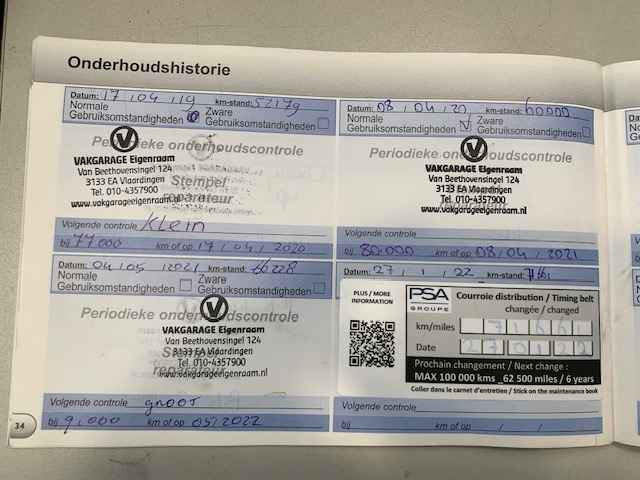 Onderhoudshistorie
Datum: 17 / 04 / 19 km-stand: 52179
Normale Gebruiksomstandigheden
Zware Gebruiksomstandigheden
Periodieke onderhoudscontrole
VAKGARAGE Eigenraam
Van Beethovensingel 124
3133 EA Vlaardingen
Tel. 010-4357900
www.vakgarageeigenraam.nl
Stempel
reparateur
Volgende controle Klein
bij 77.000 km of op 17 / 04 / 2020
Datum: 08 / 04 / 20 km-stand: 60000
Normale Gebruiksomstandigheden
Zware Gebruiksomstandigheden
Periodieke onderhoudscontrole
VAKGARAGE Eigenraam
Van Beethovensingel 124
3133 EA Vlaardingen
Tel. 010-4357900
www.vakgarageeigenraam.nl
reparateur
Volgende controle
bij 80.000 km of op 08 / 04 / 2021
Datum: 04 / 05 / 2021 km-stand: 66228
Normale Gebruiksomstandigheden
Zware Gebruiksomstandigheden
Periodieke onderhoudscontrole
VAKGARAGE Eigenraam
Van Beethovensingel 124
3133 EA Vlaardingen
Tel. 010-4357900
www.vakgarageeigenraam.nl
reparateur
Volgende controle groot
bij km of op 05 / 2022
Datum: 27 / 1 / 22 km-stand:
PLUS / MORE
INFORMATION
PSA
GROUPE
Courroie distribution / Timing belt
changée / changed
km/miles 71661
Date 270122
Prochain changement / Next change :
MAX 100 000 kms _62 500 miles / 6 years
Coller dans le carnet d'entretien / Stick on the maintenance book
Volgende controle
bij km of op / /
34